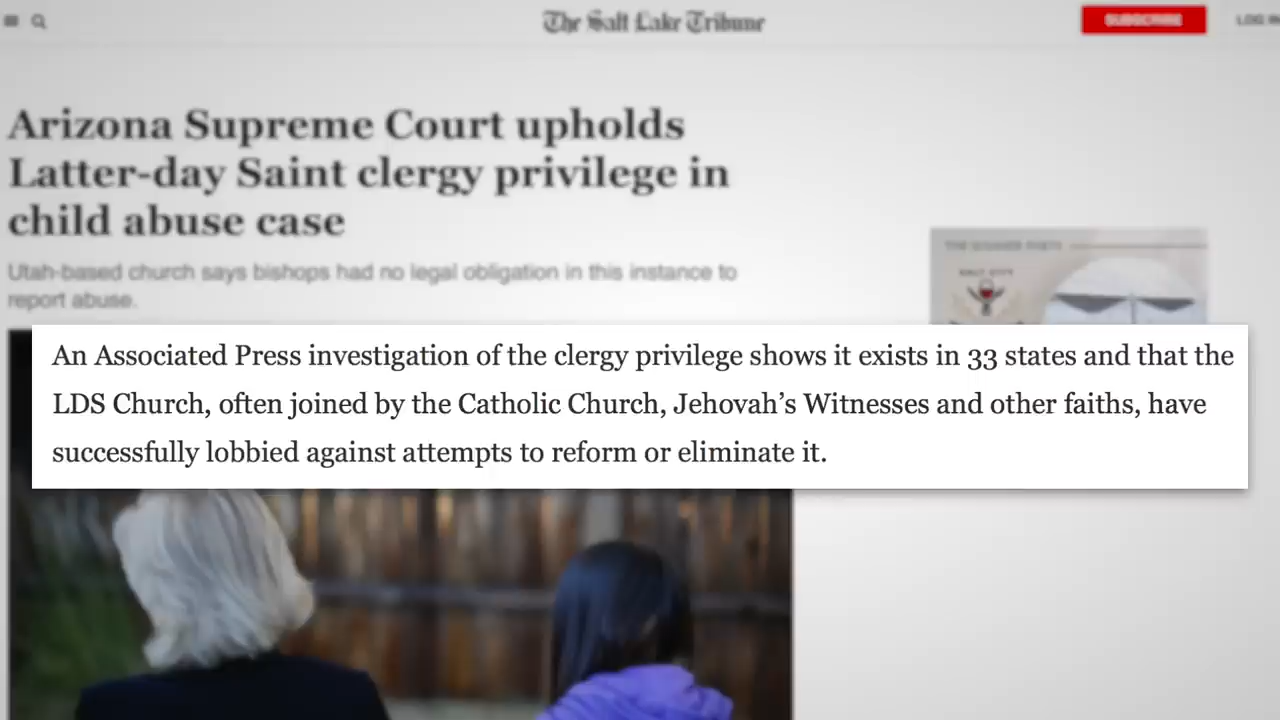 The Salt Lake Tribune
SUBSCRIBE
LOG IN
Arizona Supreme Court upholds
Latter-day Saint clergy privilege in
child abuse case
Utah-based church says bishops had no legal obligation in this instance to
report abuse.
An Associated Press investigation of the clergy privilege shows it exists in 33 states and that the
LDS Church, often joined by the Catholic Church, Jehovah’s Witnesses and other faiths, have
successfully lobbied against attempts to reform or eliminate it.